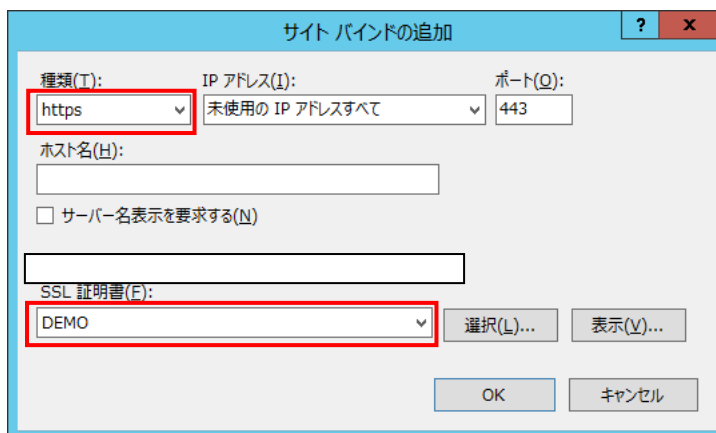 サイト バインドの追加
? x
種類(T): IP アドレス(I): ポート(O):
https 未使用の IP アドレスすべて 443
ホスト名(H):
サーバー名表示を要求する(N)
SSL 証明書(F):
DEMO 選択(L)... 表示(V)...
OK キャンセル